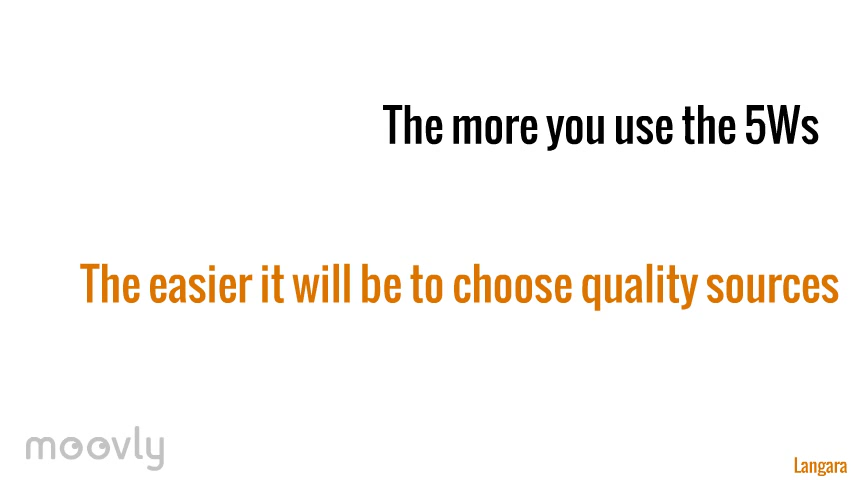 The more you use the 5Ws
The easier it will be to choose quality sources
moovly
Langara